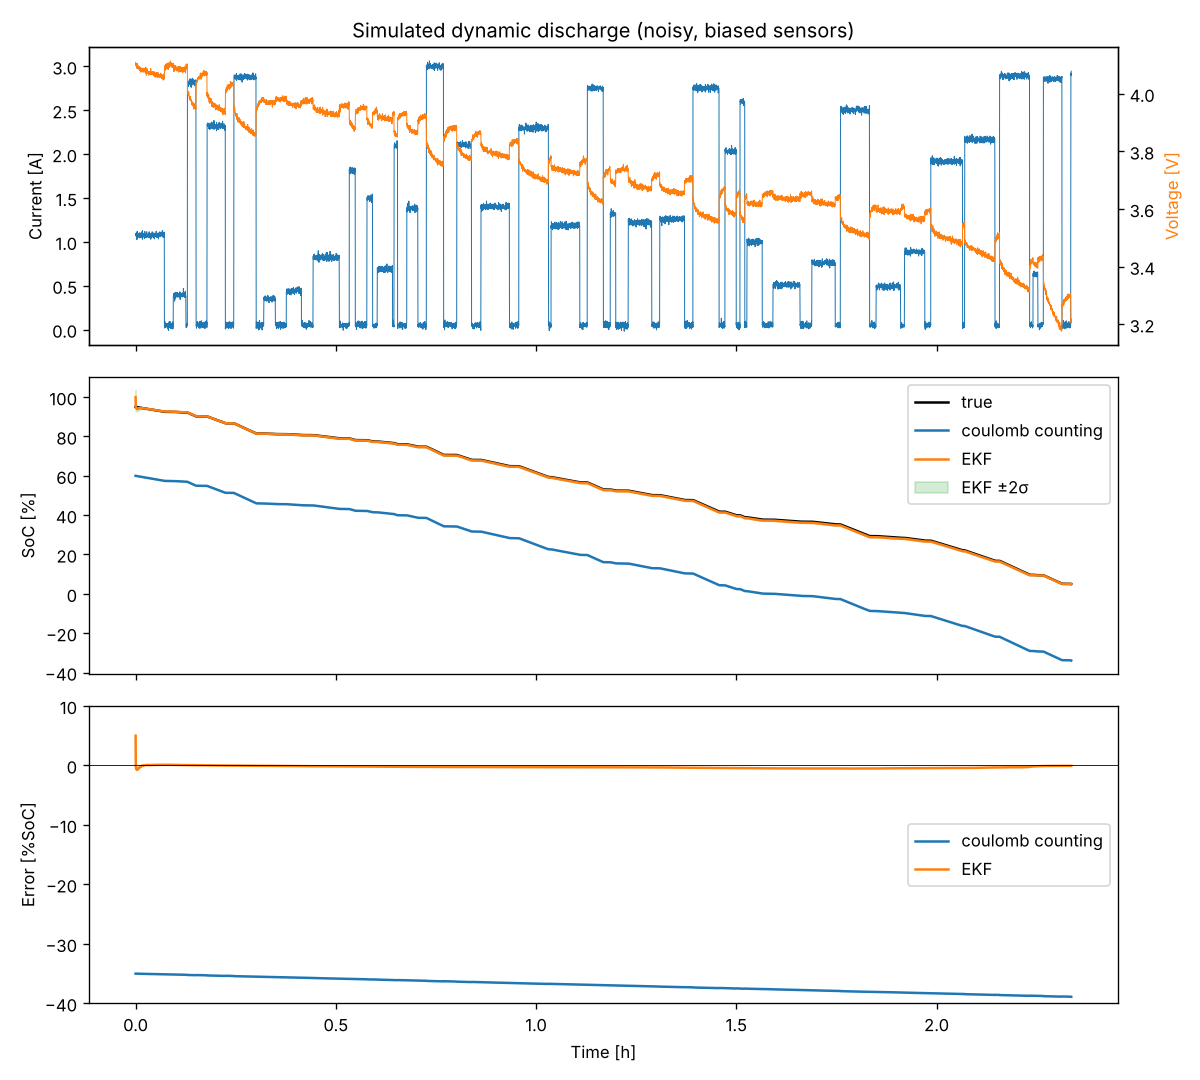 Simulated dynamic discharge (noisy, biased sensors)
Current [A]
3.0
2.5
2.0
1.5
1.0
0.5
0.0
4.0
3.8
3.6
3.4
3.2
Voltage [V]
SoC [%]
100
80
60
40
20
0
−20
−40
true
coulomb counting
EKF
EKF ±2σ
Error [%SoC]
10
0
−10
−20
−30
−40
coulomb counting
EKF
0.0 0.5 1.0 1.5 2.0
Time [h]